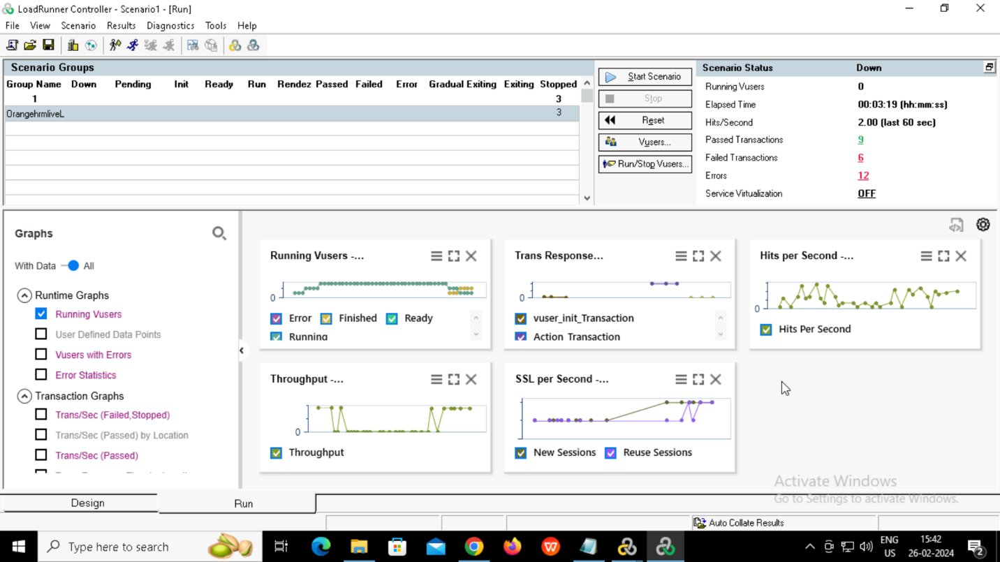 LoadRunner Controller - Scenario1 - [Run]
File View Scenario Results Diagnostics Tools Help
Scenario Groups
Group Name Down Pending Init Ready Run Rendez Passed Failed Error Gradual Exiting Exiting Stopped
1 3
OrangehrmliveL 3
Start Scenario
Stop
Reset
Vusers...
Run/Stop Vusers...
Scenario Status Down
Running Vusers 0
Elapsed Time 00:03:19 (hh:mm:ss)
Hits/Second 2.00 (last 60 sec)
Passed Transactions 9
Failed Transactions 6
Errors 12
Service Virtualization OFF
Graphs
With Data All
Runtime Graphs
Running Vusers
User Defined Data Points
Vusers with Errors
Error Statistics
Transaction Graphs
Trans/Sec (Failed,Stopped)
Trans/Sec (Passed) by Location
Trans/Sec (Passed)
Running Vusers -...
0
Error Finished Ready
Running
Trans Response...
0
vuser_init_Transaction
Action_Transaction
Hits per Second -...
0
Hits Per Second
Throughput -...
0
Throughput
SSL per Second -...
New Sessions Reuse Sessions
Activate Windows
Go to Settings to activate Windows.
Design Run
Auto Collate Results
Type here to search
ENG
US
15:42
26-02-2024
2